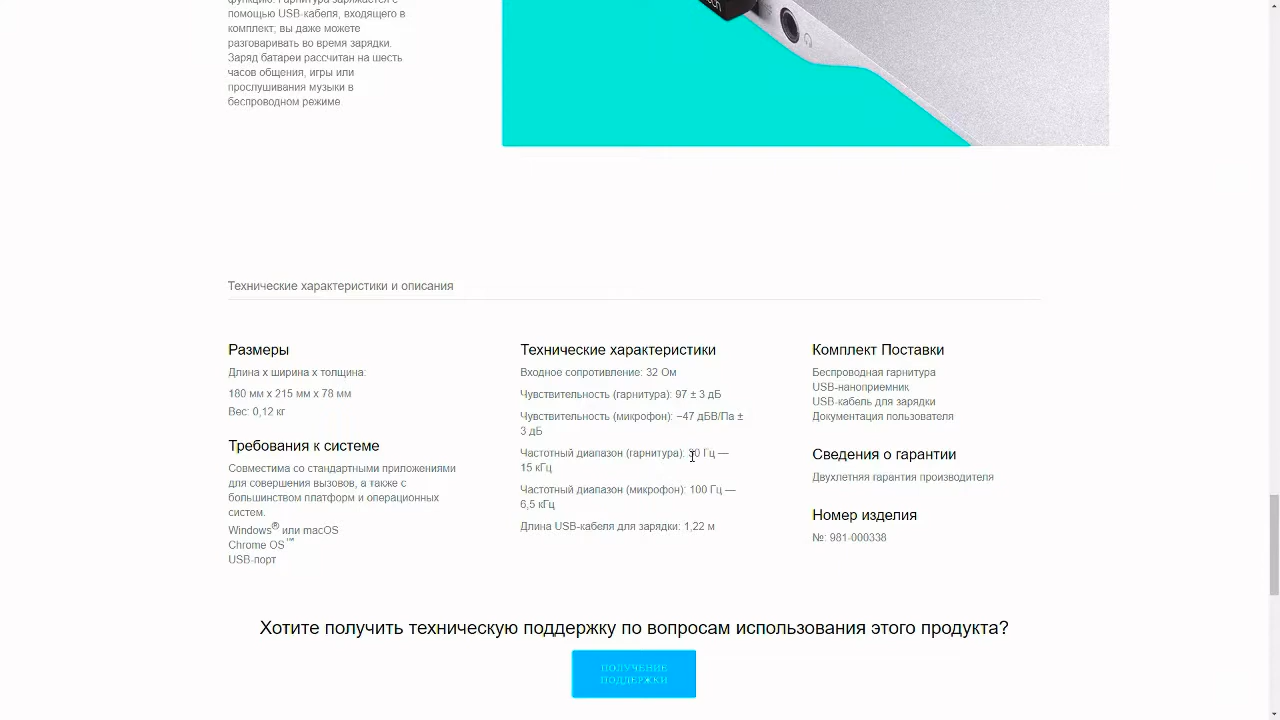 помощью USB-кабеля, входящего в
комплект; вы даже можете
разговаривать во время зарядки.
Заряд батареи рассчитан на шесть
часов общения, игры или
прослушивания музыки в
беспроводном режиме
Технические характеристики и описания
Размеры
Длина x ширина x толщина:
180 мм x 215 мм x 78 мм
Вес: 0,12 кг
Требования к системе
Совместима со стандартными приложениями
для совершения вызовов, а также с
большинством платформ и операционных
систем.
Windows® или macOS
Chrome OS™
USB-порт
Технические характеристики
Входное сопротивление: 32 Ом
Чувствительность (гарнитура): 97 ± 3 дБ
Чувствительность (микрофон): −47 дБВ/Па ±
3 дБ
Частотный диапазон (гарнитура): Гц —
15 кГц
Частотный диапазон (микрофон): 100 Гц —
6,5 кГц
Длина USB-кабеля для зарядки: 1,22 м
Комплект Поставки
Беспроводная гарнитура
USB-наноприемник
USB-кабель для зарядки
Документация пользователя
Сведения о гарантии
Двухлетняя гарантия производителя
Номер изделия
№: 981-000338
Хотите получить техническую поддержку по вопросам использования этого продукта?
ПОЛУЧЕНИЕ
ПОДДЕРЖКИ